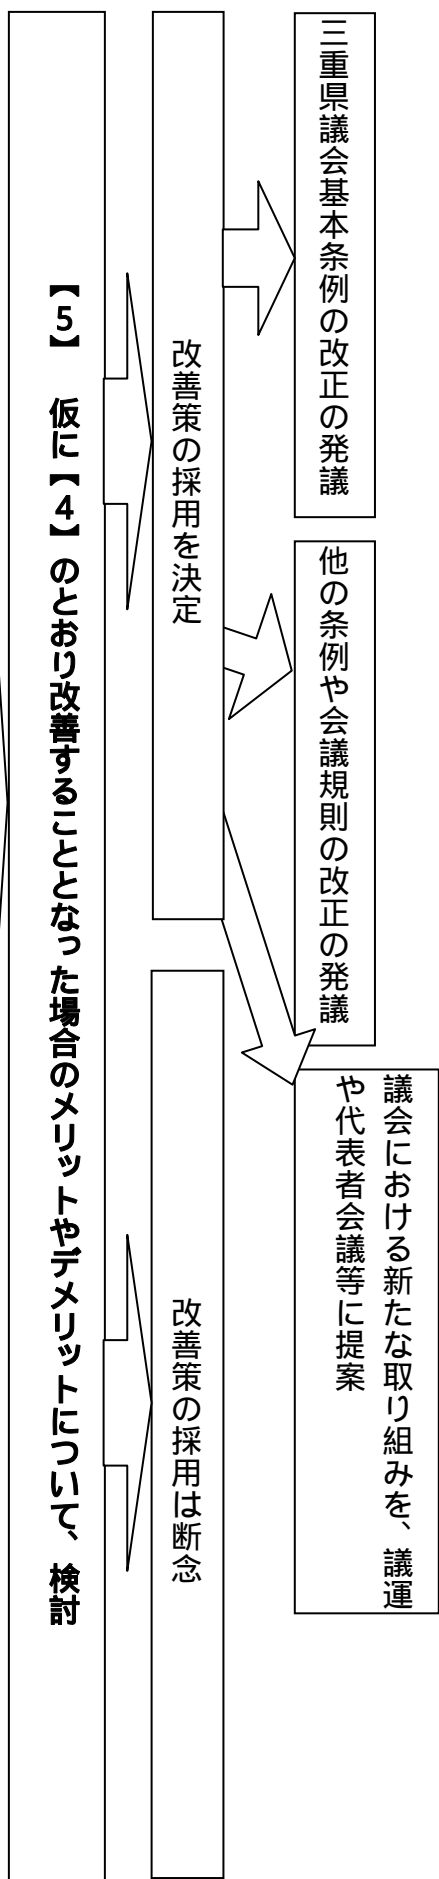 【5】　仮に【4】のとおり改善することとなった場合のメリットやデメリットについて、検討
改善策の採用を決定
改善策の採用は断念
三重県議会基本条例の改正の発議
他の条例や会議規則の改正の発議
議会における新たな取り組みを、議運
や代表者会議等に提案